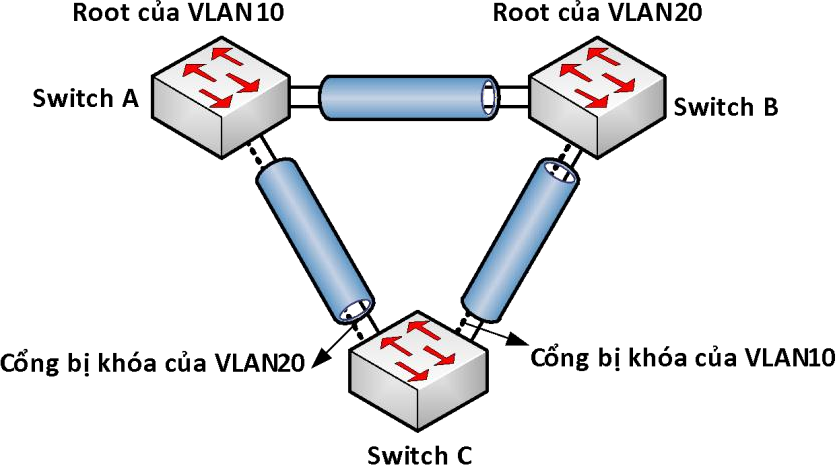 Root của VLAN10
Root của VLAN20
Switch A
Switch B
Cổng bị khóa của VLAN20
Cổng bị khóa của VLAN10
Switch C